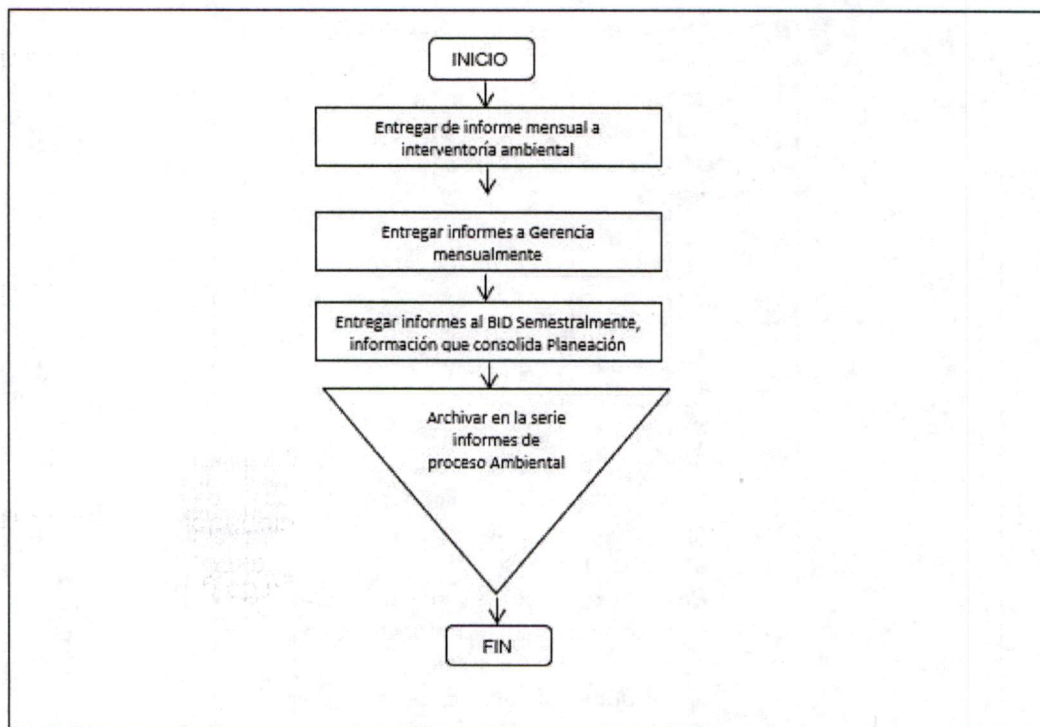 INICIO
Entregar de informe mensual a
interventoría ambiental
Entregar informes a Gerencia
mensualmente
Entregar informes al BID Semestralmente,
información que consolida Planeación
Archivar en la serie
informes de
proceso Ambiental
FIN